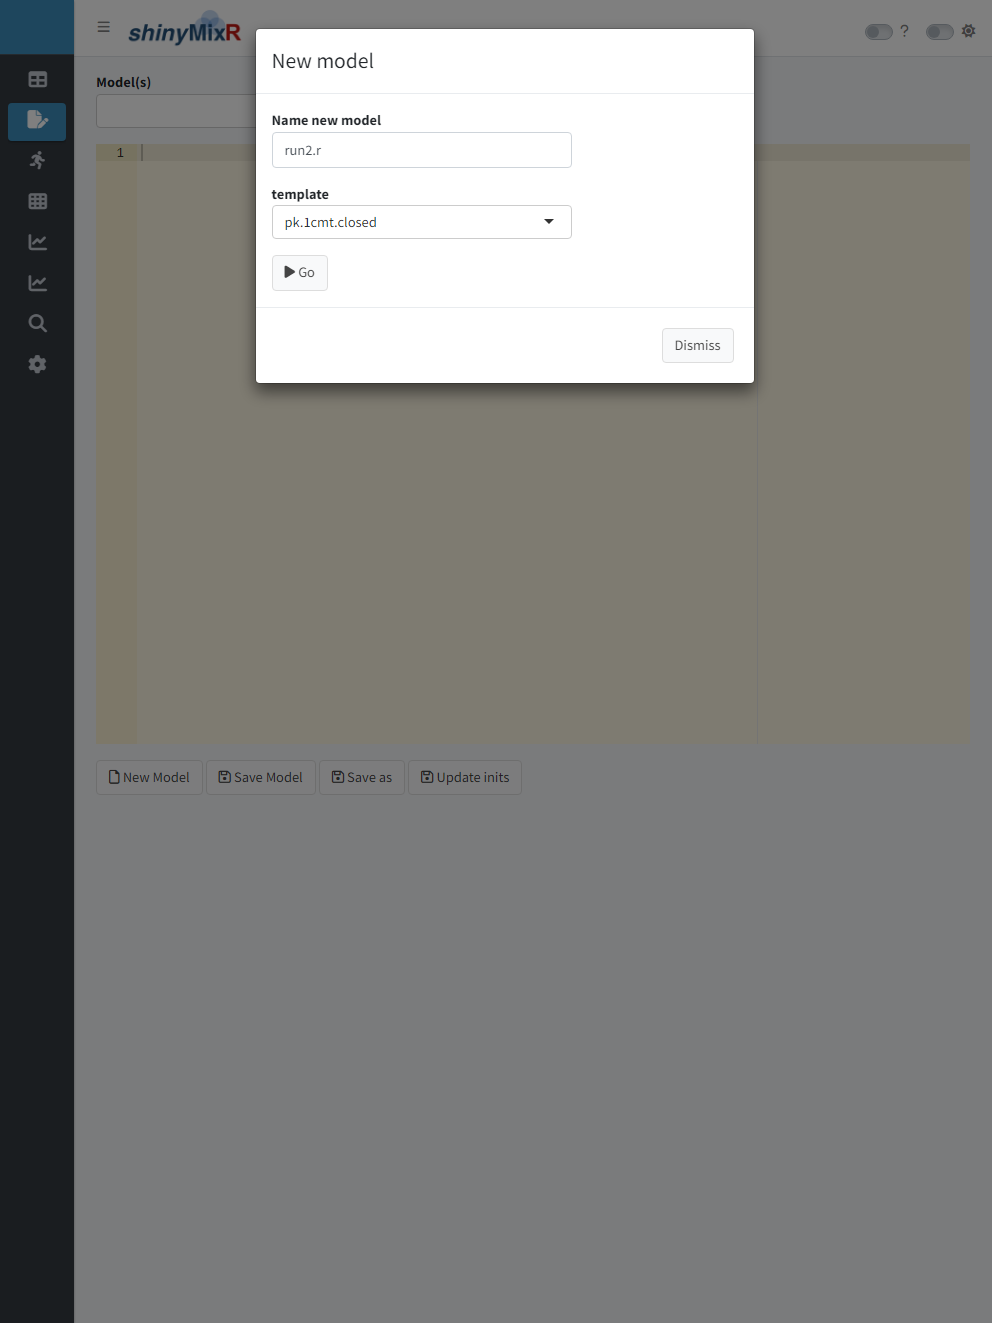 shinyMixR
?
Model(s)
1
New model
Name new model
run2.r
template
pk.1cmt.closed
Go
Dismiss
New Model
Save Model
Save as
Update inits